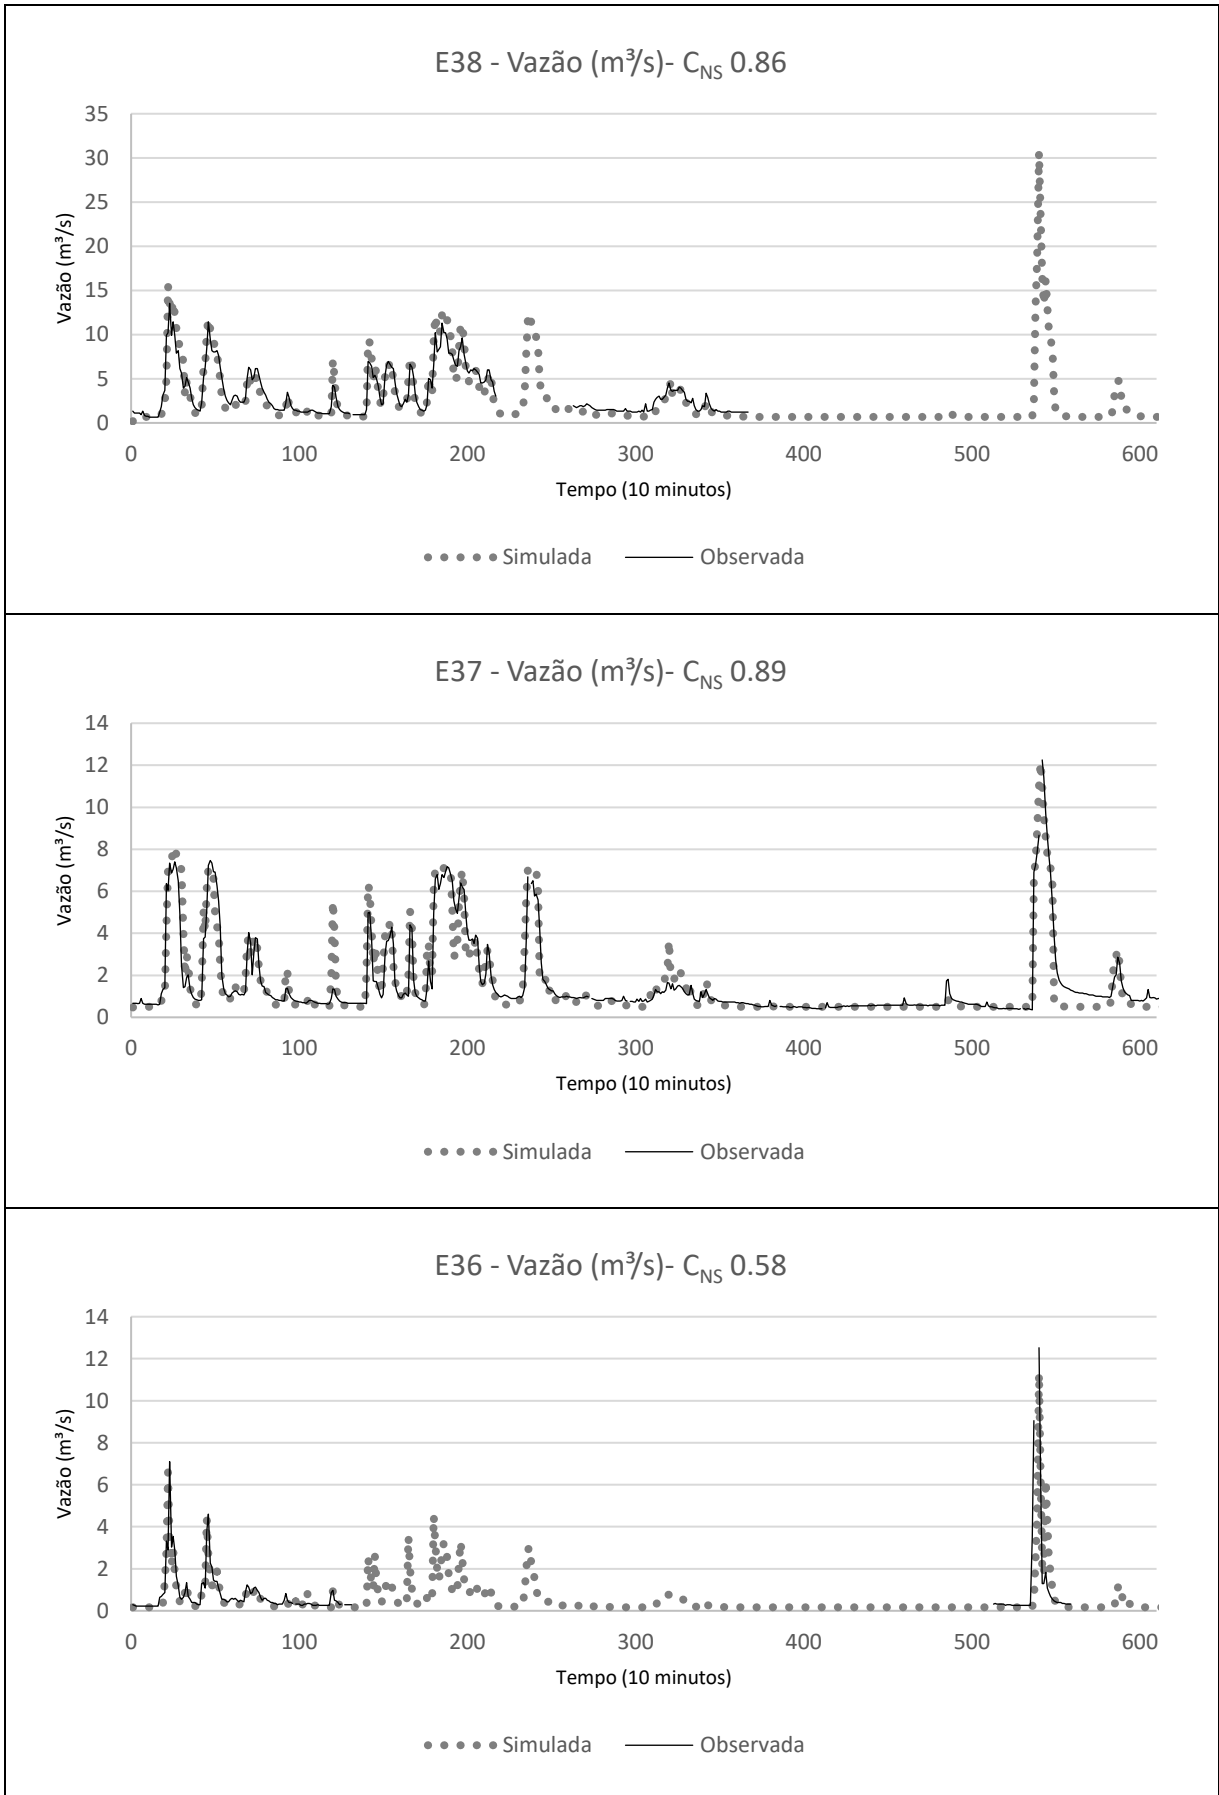 E38 - Vazão (m³/s)- CNS 0.86
35
30
25
20
15
10
5
0
Vazão (m³/s)
0 100 200 300 400 500 600
Tempo (10 minutos)
Simulada Observada
E37 - Vazão (m³/s)- CNS 0.89
14
12
10
8
6
4
2
0
Vazão (m³/s)
0 100 200 300 400 500 600
Tempo (10 minutos)
Simulada Observada
E36 - Vazão (m³/s)- CNS 0.58
14
12
10
8
6
4
2
0
Vazão (m³/s)
0 100 200 300 400 500 600
Tempo (10 minutos)
Simulada Observada